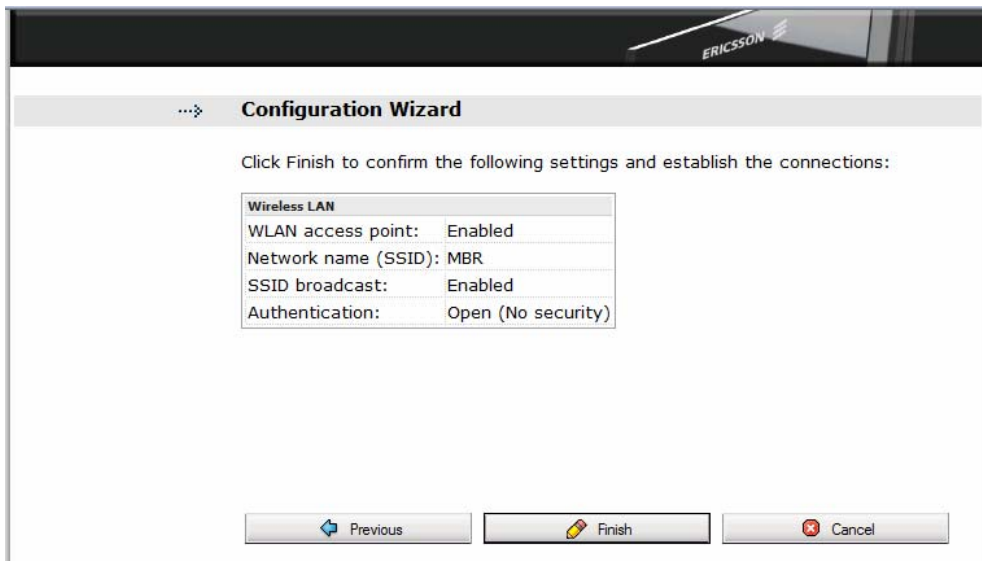 ERICSSON
Configuration Wizard
Click Finish to confirm the following settings and establish the connections:
Wireless LAN
WLAN access point: Enabled
Network name (SSID): MBR
SSID broadcast: Enabled
Authentication: Open (No security)
Previous Finish Cancel